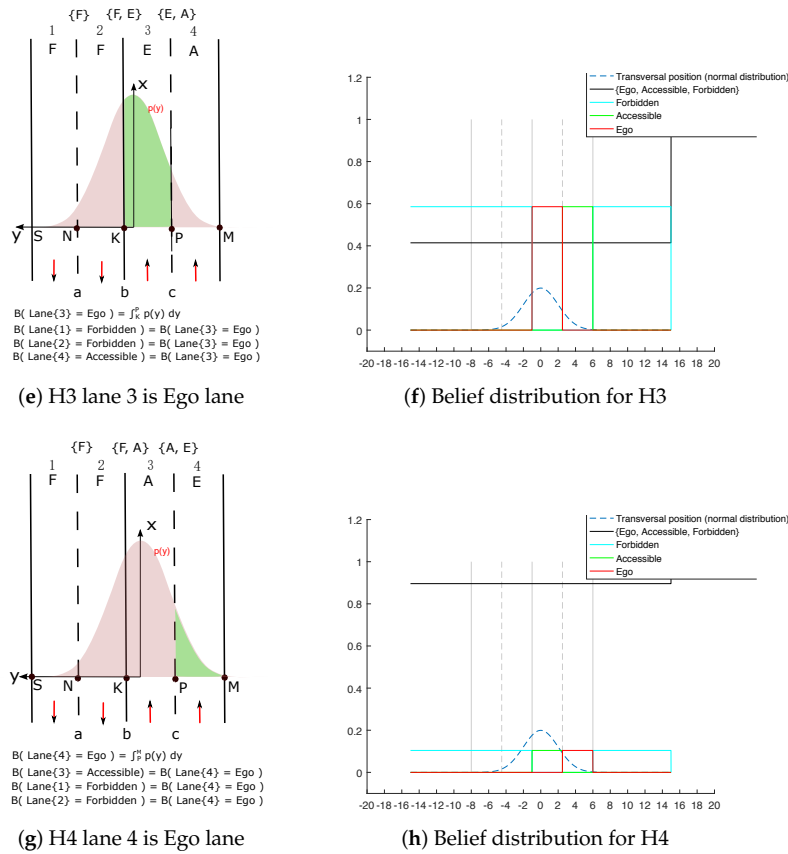 {F} {F, E} {E, A}
1 2 3 4
F F E A
x
p(y)
y S N K P M
a b c
B( Lane{3} = Ego ) = ∫ₖᴾ p(y) dy
B( Lane{1} = Forbidden ) = B( Lane{3} = Ego)
B( Lane{2} = Forbidden ) = B( Lane{3} = Ego)
B( Lane{4} = Accessible ) = B( Lane{3} = Ego)
(e) H3 lane 3 is Ego lane
Transversal position (normal distribution)
{Ego, Accessible, Forbidden}
Forbidden
Accessible
Ego
1.2
1
0.8
0.6
0.4
0.2
0
-20 -18 -16 -14 -12 -10 -8 -6 -4 -2 0 2 4 6 8 10 12 14 16 18 20
(f) Belief distribution for H3
{F} {F, A} {A, E}
1 2 3 4
F F A E
x
p(y)
y S N K P M
a b c
B( Lane{4} = Ego ) = ∫ₚᴹ p(y) dy
B( Lane{3} = Accessible) = B( Lane{4} = Ego)
B( Lane{1} = Forbidden ) = B( Lane{4} = Ego)
B( Lane{2} = Forbidden ) = B( Lane{4} = Ego)
(g) H4 lane 4 is Ego lane
Transversal position (normal distribution)
{Ego, Accessible, Forbidden}
Forbidden
Accessible
Ego
1.2
1
0.8
0.6
0.4
0.2
0
-20 -18 -16 -14 -12 -10 -8 -6 -4 -2 0 2 4 6 8 10 12 14 16 18 20
(h) Belief distribution for H4